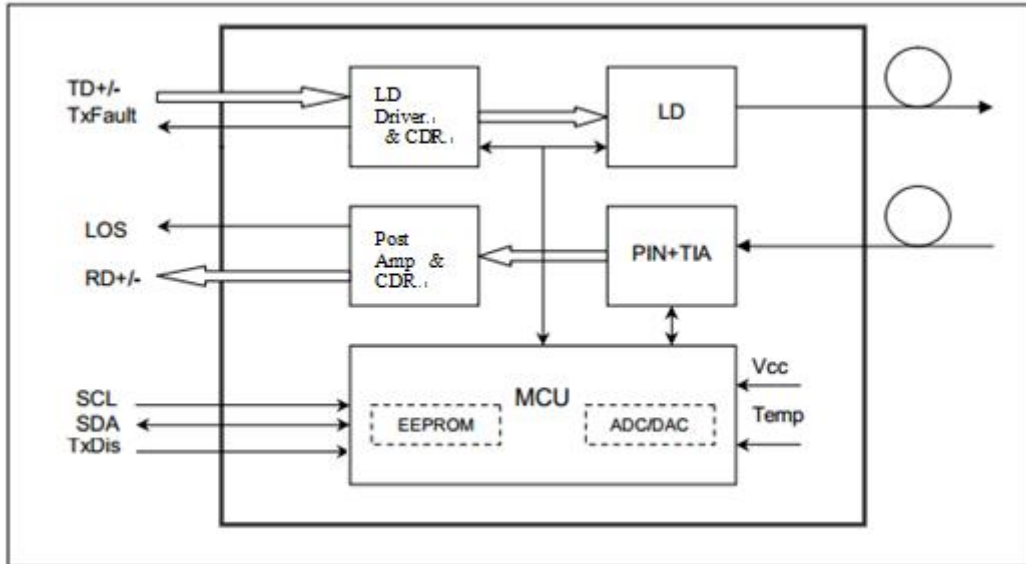 TD+/-
TxFault
LD
Driver.
& CDR.
LD
LOS
RD+/-
Post
Amp &
CDR.
PIN+TIA
SCL
SDA
TxDis
MCU
EEPROM
ADC/DAC
Vcc
Temp